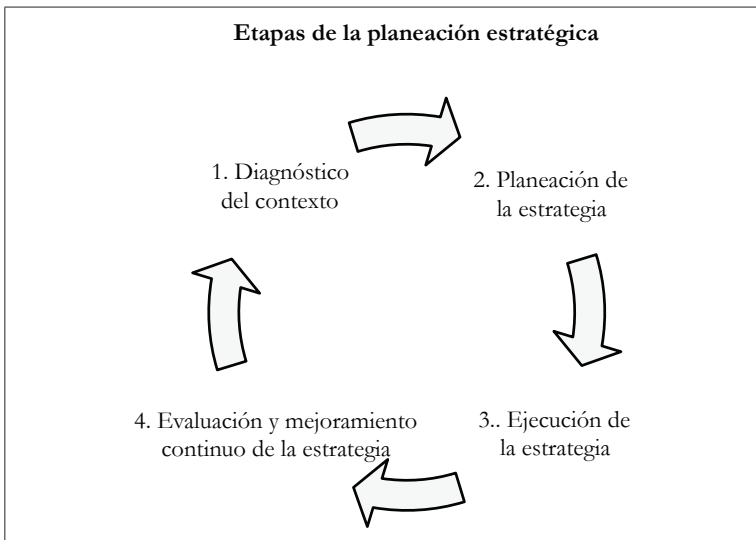 Etapas de la planeación estratégica
1. Diagnóstico
del contexto
2. Planeación de
la estrategia
3.. Ejecución de
la estrategia
4. Evaluación y mejoramiento
continuo de la estrategia